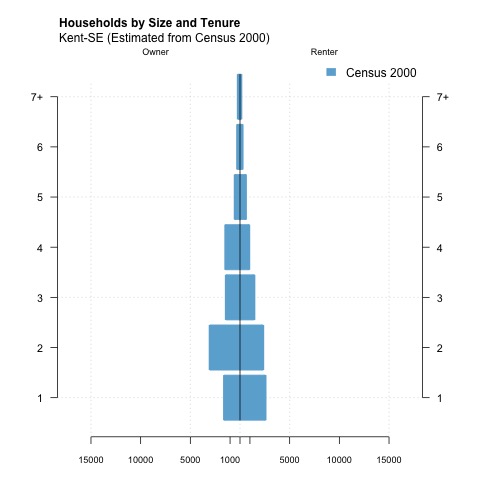 Households by Size and Tenure
Kent-SE (Estimated from Census 2000)
Owner Renter
Census 2000
7+ 7+
6 6
5 5
4 4
3 3
2 2
1 1
15000 10000 5000 1000 5000 10000 15000